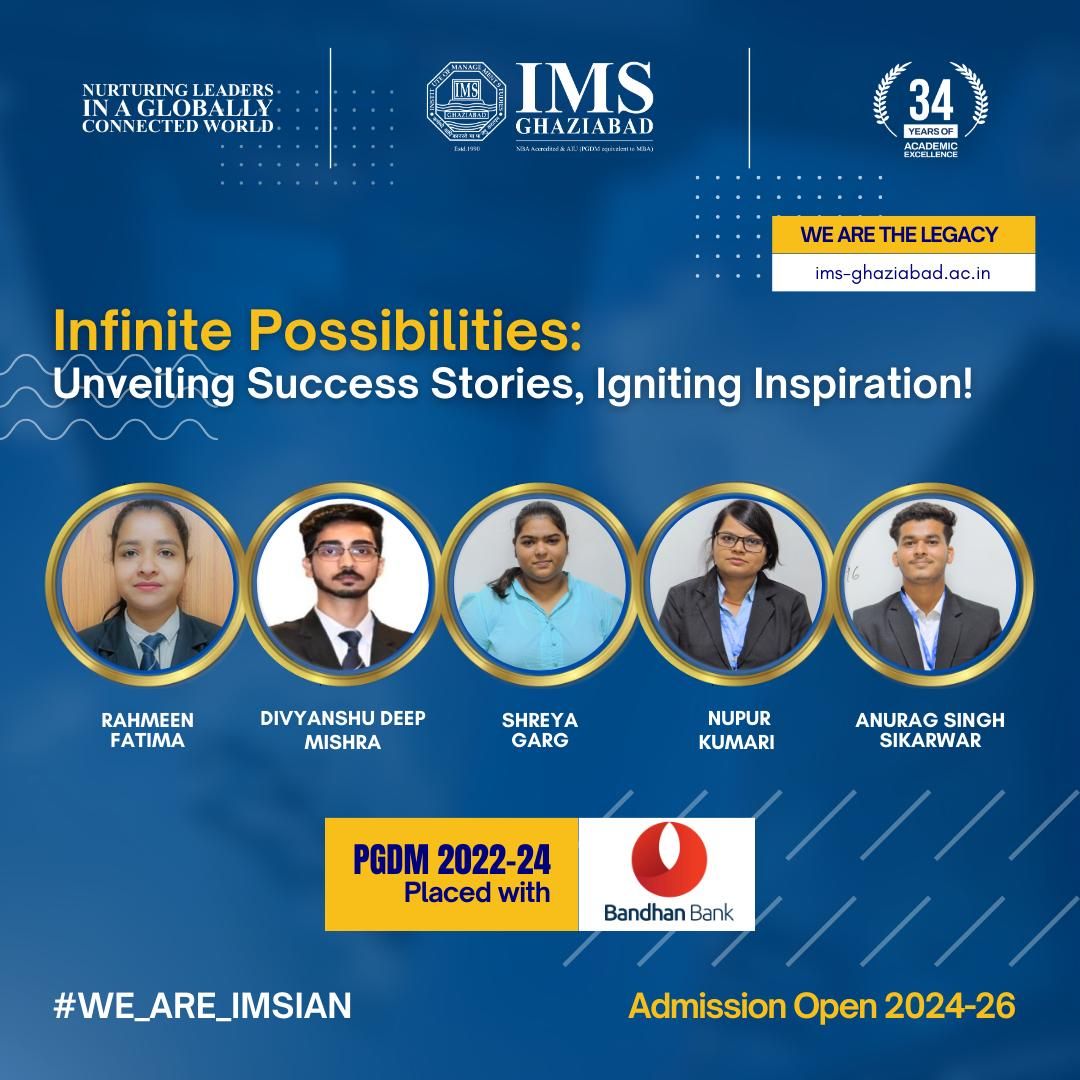 NURTURING LEADERS
IN A GLOBALLY
CONNECTED WORLD
IMS
GHAZIABAD
IMS
GHAZIABAD
Estd.1990
NBA Accredited & AIU (PGDM equivalent to MBA)
34
YEARS OF
ACADEMIC
EXCELLENCE
WE ARE THE LEGACY
ims-ghaziabad.ac.in
Infinite Possibilities:
Unveiling Success Stories, Igniting Inspiration!
RAHMEEN
FATIMA
DIVYANSHU DEEP
MISHRA
SHREYA
GARG
NUPUR
KUMARI
ANURAG SINGH
SIKARWAR
PGDM 2022-24
Placed with
Bandhan Bank
#WE_ARE_IMSIAN
Admission Open 2024-26